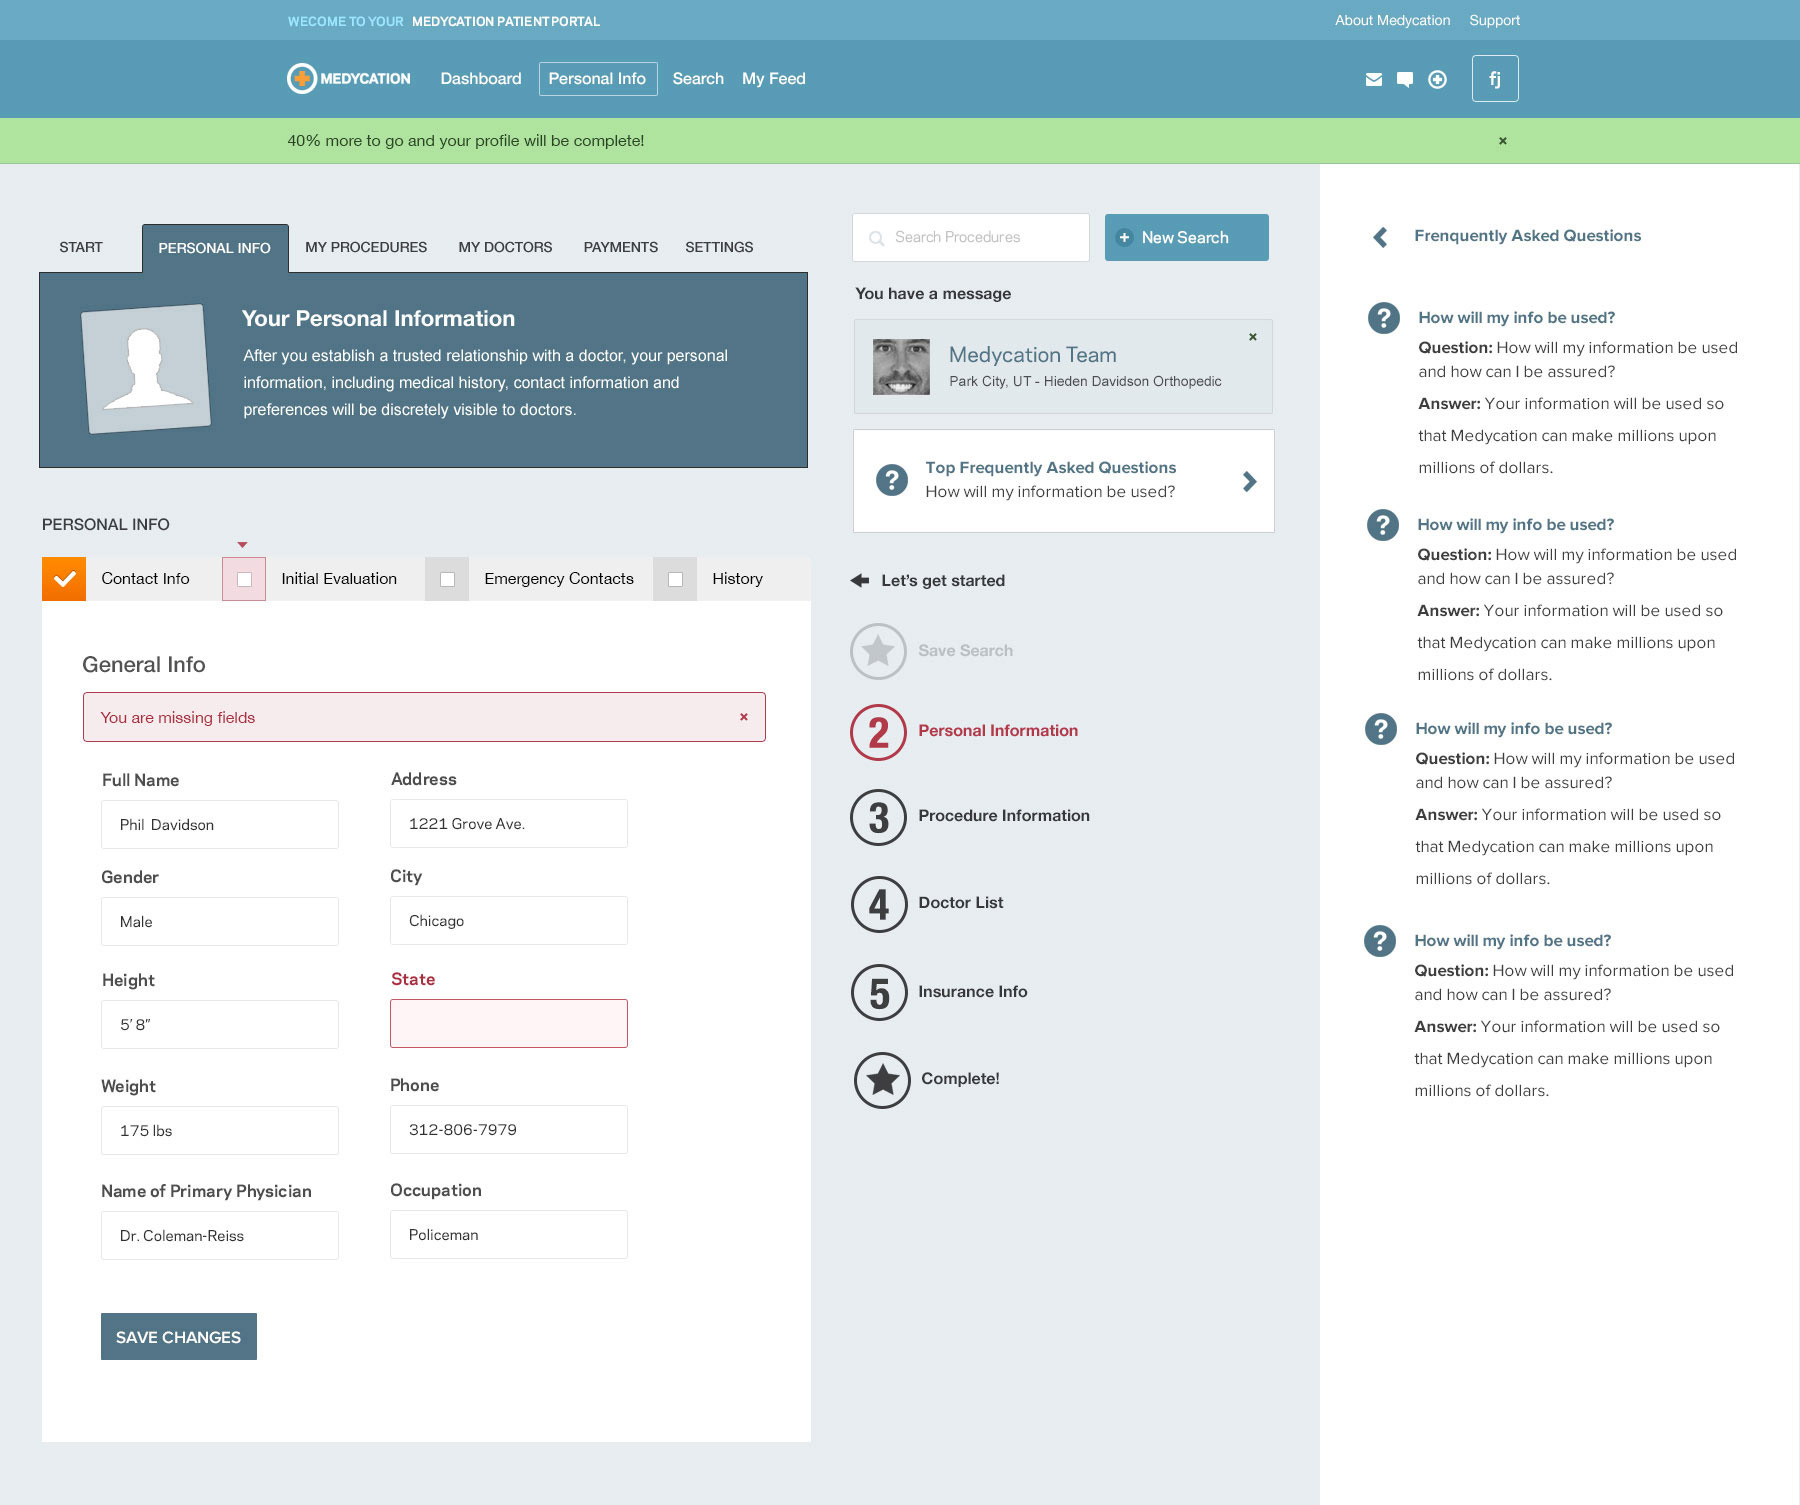 WECOME TO YOUR MEDYCATION PATIENT PORTAL
About Medycation Support
MEDYCATION Dashboard Personal Info Search My Feed
fj
40% more to go and your profile will be complete!
START PERSONAL INFO MY PROCEDURES MY DOCTORS PAYMENTS SETTINGS
Your Personal Information
After you establish a trusted relationship with a doctor, your personal
information, including medical history, contact information and
preferences will be discretely visible to doctors.
PERSONAL INFO
Contact Info Initial Evaluation Emergency Contacts History
General Info
You are missing fields
Full Name
Phil Davidson
Address
1221 Grove Ave.
Gender
Male
City
Chicago
Height
5' 8"
State
Weight
175 lbs
Phone
312-806-7979
Name of Primary Physician
Dr. Coleman-Reiss
Occupation
Policeman
SAVE CHANGES
Search Procedures
New Search
You have a message
Medycation Team
Park City, UT - Hieden Davidson Orthopedic
Top Frequently Asked Questions
How will my information be used?
Let's get started
Save Search
2 Personal Information
3 Procedure Information
4 Doctor List
5 Insurance Info
Complete!
Frenquently Asked Questions
How will my info be used?
Question: How will my information be used
and how can I be assured?
Answer: Your information will be used so
that Medycation can make millions upon
millions of dollars.
How will my info be used?
Question: How will my information be used
and how can I be assured?
Answer: Your information will be used so
that Medycation can make millions upon
millions of dollars.
How will my info be used?
Question: How will my information be used
and how can I be assured?
Answer: Your information will be used so
that Medycation can make millions upon
millions of dollars.
How will my info be used?
Question: How will my information be used
and how can I be assured?
Answer: Your information will be used so
that Medycation can make millions upon
millions of dollars.